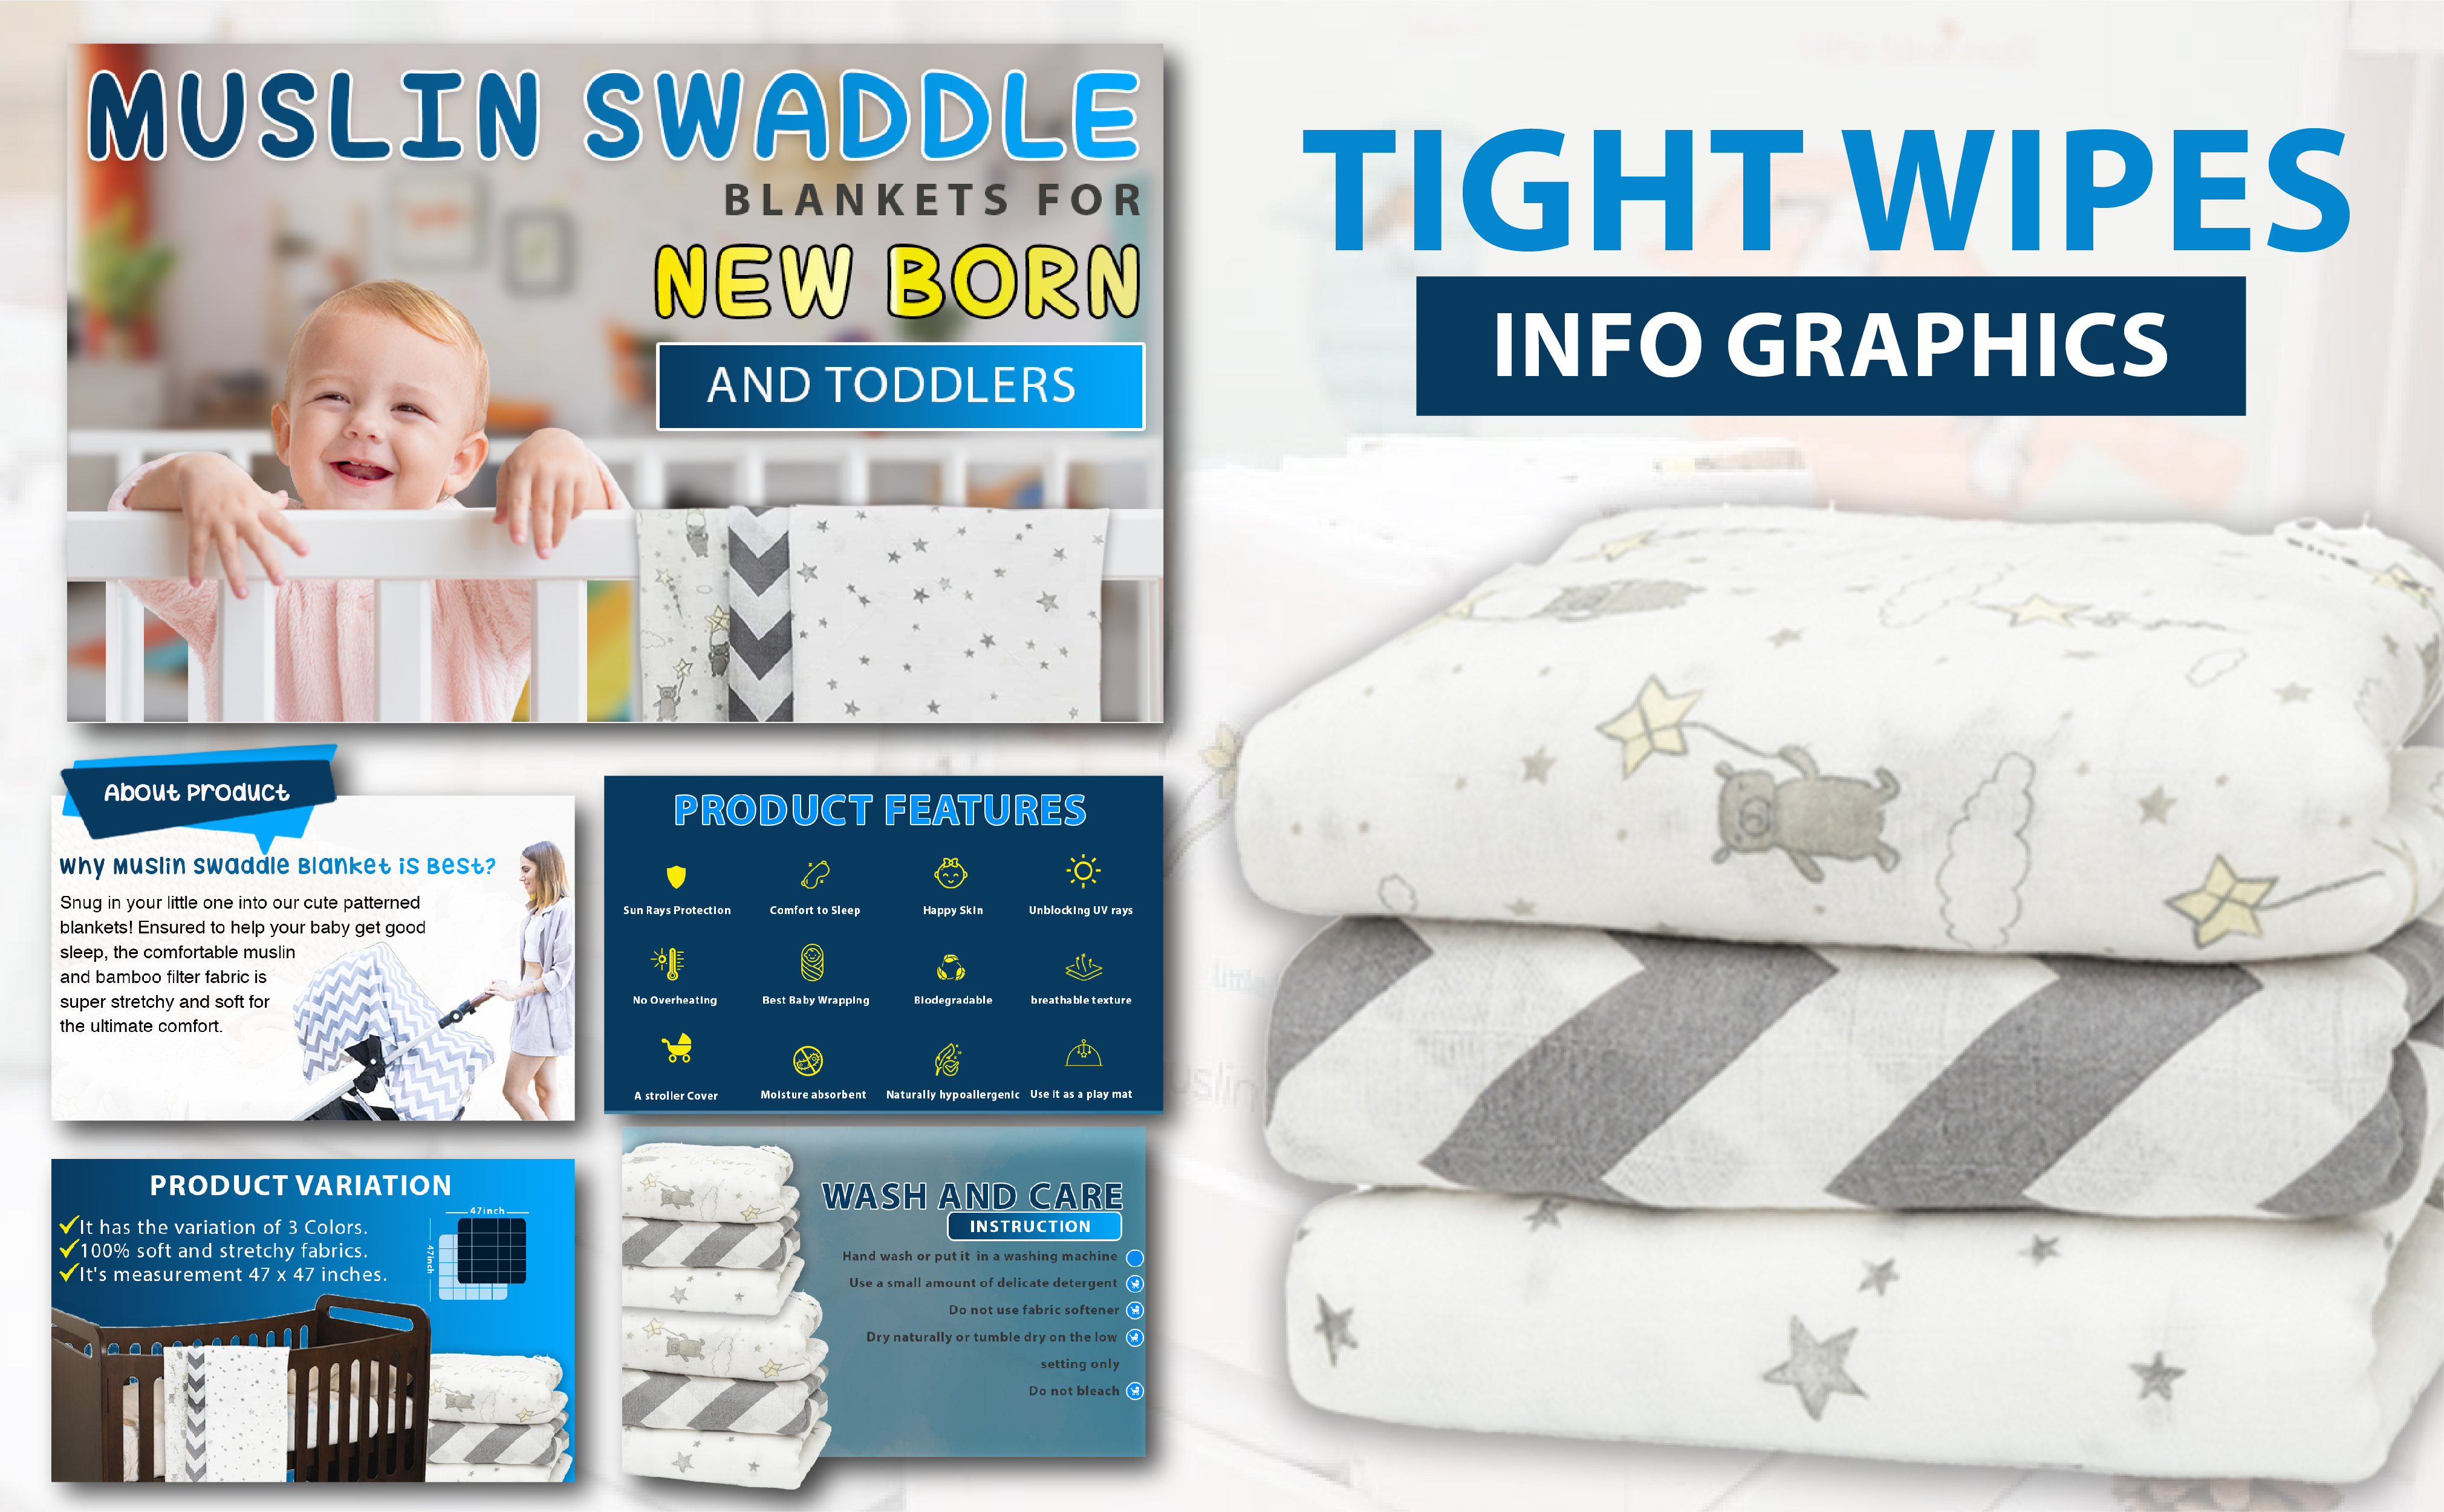 MUSLIN SWADDLE
BLANKETS FOR
NEW BORN
AND TODDLERS
TIGHT WIPES
INFO GRAPHICS
About Product
Why Muslin Swaddle Blanket is Best?
Snug in your little one into our cute patterned
blankets! Ensured to help your baby get good
sleep, the comfortable muslin
and bamboo filter fabric is
super stretchy and soft for
the ultimate comfort.
PRODUCT FEATURES
Sun Rays Protection
Comfort to Sleep
Happy Skin
Unblocking UV rays
No Overheating
Best Baby Wrapping
Biodegradable
breathable texture
A stroller Cover
Moisture absorbent
Naturally hypoallergenic
Use it as a play mat
PRODUCT VARIATION
It has the variation of 3 Colors.
100% soft and stretchy fabrics.
It's measurement 47 x 47 inches.
47inch
47inch
WASH AND CARE
INSTRUCTION
Hand wash or put it in a washing machine
Use a small amount of delicate detergent
Do not use fabric softener
Dry naturally or tumble dry on the low
setting only
Do not bleach